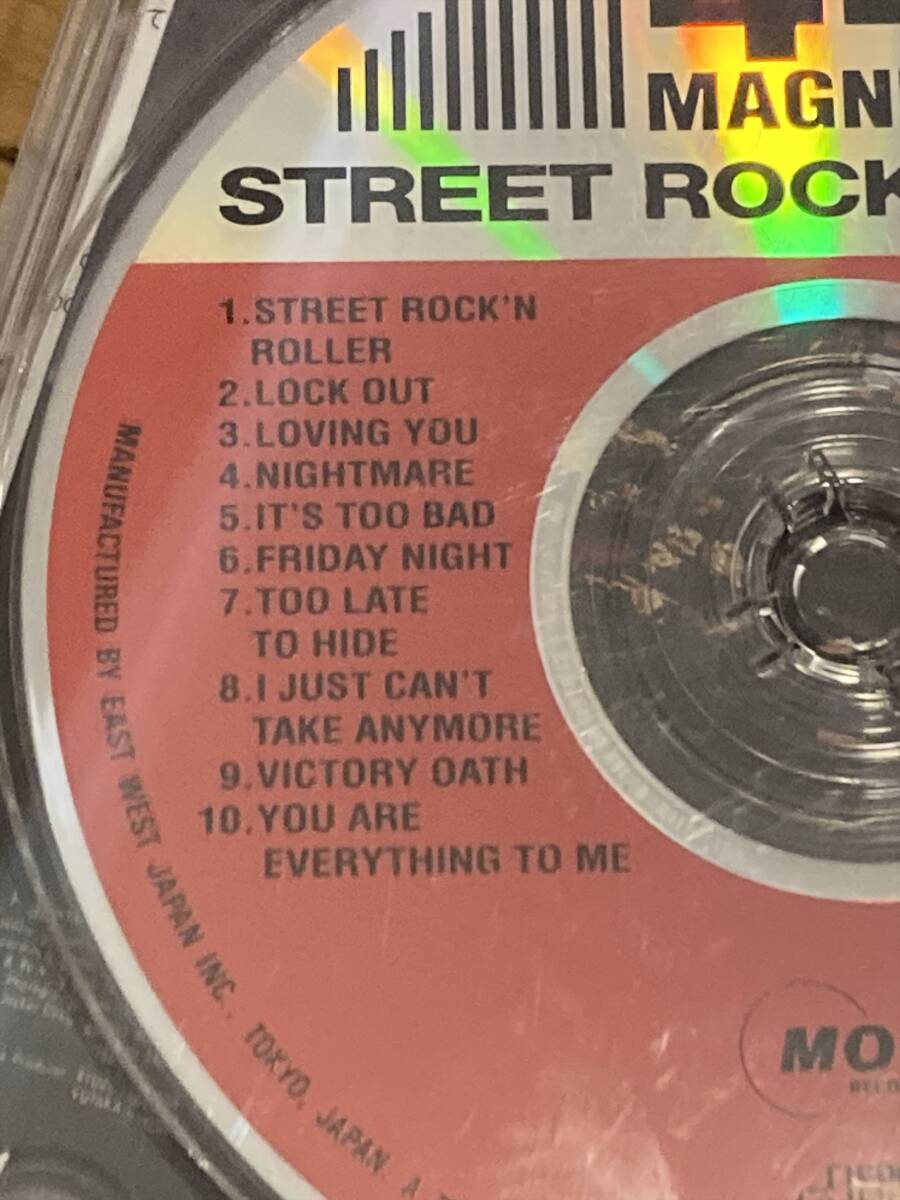 MAGN
STREET ROCK
1.STREET ROCK'N
ROLLER
2.LOCK OUT
3.LOVING YOU
4.NIGHTMARE
5.IT'S TOO BAD
6.FRIDAY NIGHT
7.TOO LATE
TO HIDE
8.I JUST CAN'T
TAKE ANYMORE
9.VICTORY OATH
10.YOU ARE
EVERYTHING TO ME
MANUFACTURED BY EAST WEST JAPAN INC., TOKYO, JAPAN. A
MO
RECO